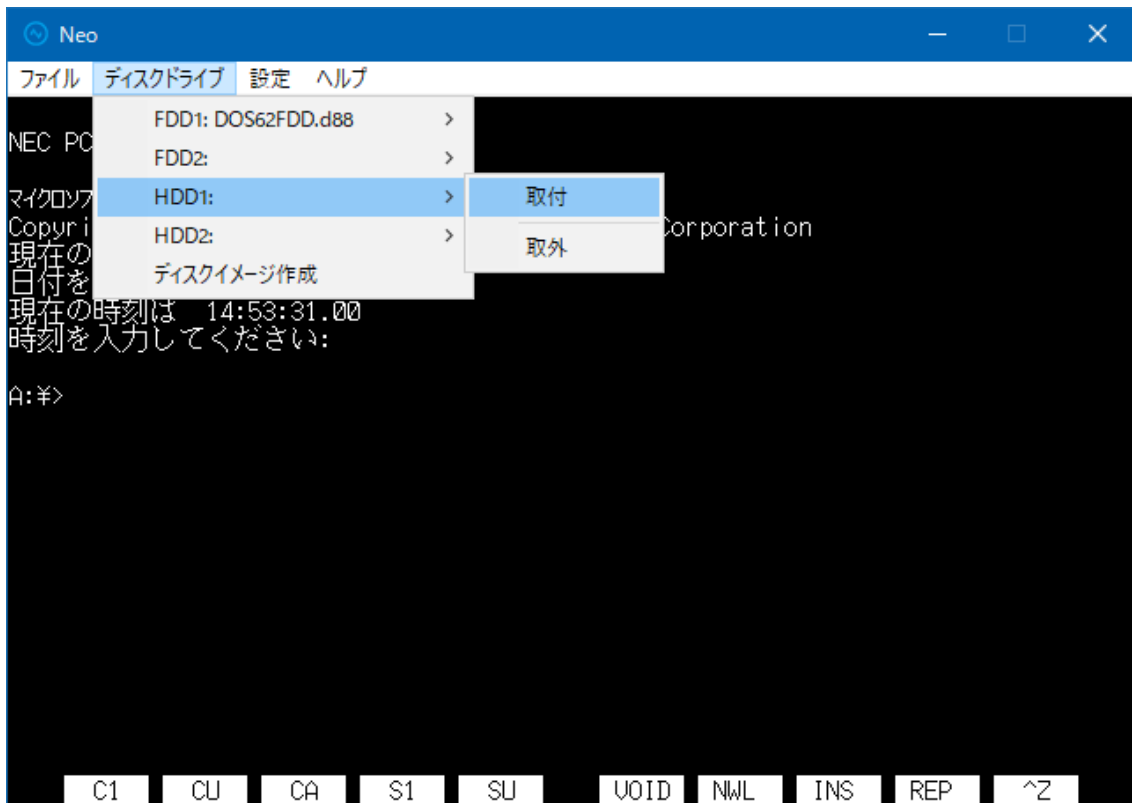 Neo
ファイル ディスクドライブ 設定 ヘルプ
FDD1: DOS62FDD.d88
FDD2:
HDD1:
HDD2:
ディスクイメージ作成
取付
取外
NEC PC
マイクロソフ
Copyri orporation
現在の
日付を
現在の時刻は 14:53:31.00
時刻を入力してください:
A:¥>
C1 CU CA S1 SU VOID NWL INS REP ^Z